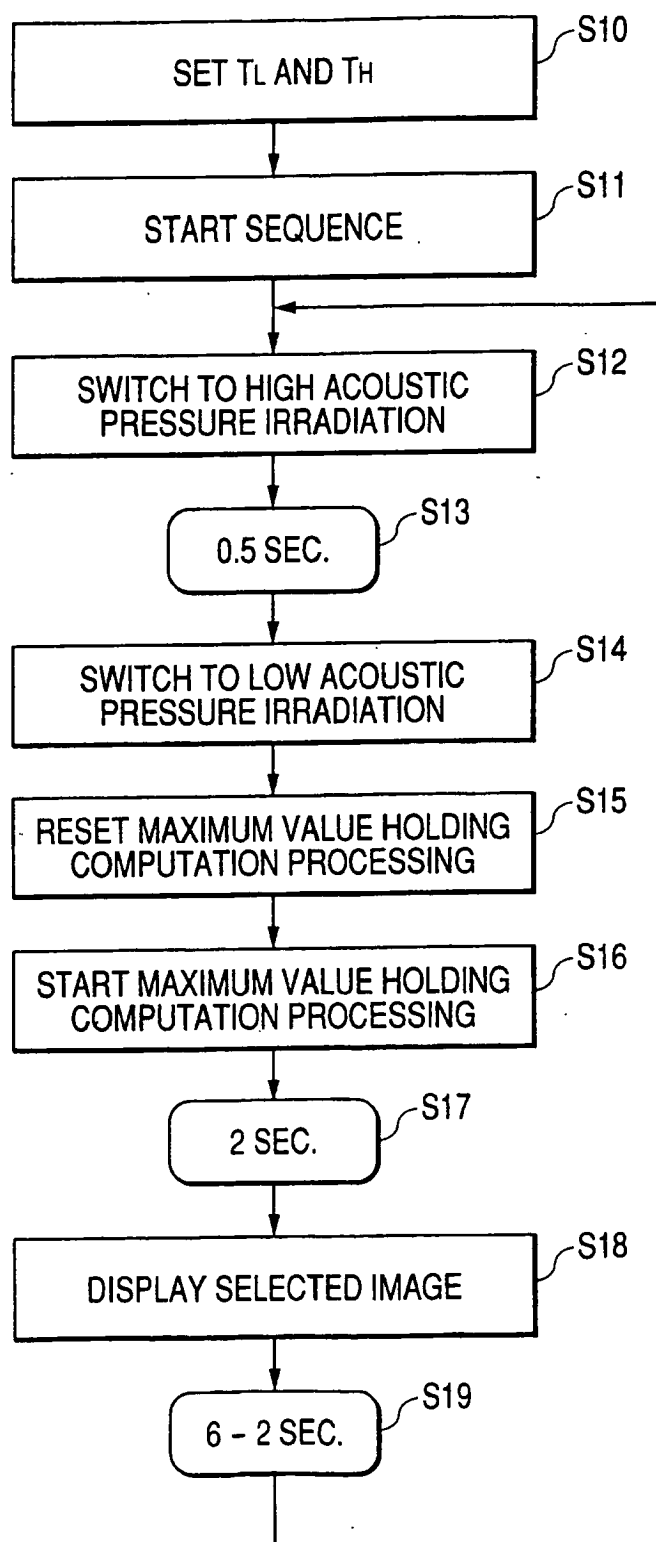 S10
SET TL AND TH
S11
START SEQUENCE
S12
SWITCH TO HIGH ACOUSTIC
PRESSURE IRRADIATION
S13
0.5 SEC.
S14
SWITCH TO LOW ACOUSTIC
PRESSURE IRRADIATION
S15
RESET MAXIMUM VALUE HOLDING
COMPUTATION PROCESSING
S16
START MAXIMUM VALUE HOLDING
COMPUTATION PROCESSING
S17
2 SEC.
S18
DISPLAY SELECTED IMAGE
S19
6 – 2 SEC.